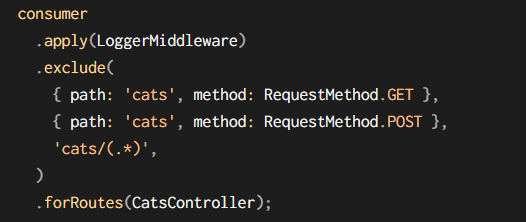 consumer
  .apply(LoggerMiddleware)
  .exclude(
    { path: 'cats', method: RequestMethod.GET },
    { path: 'cats', method: RequestMethod.POST },
    'cats/(.*)',
  )
  .forRoutes(CatsController);